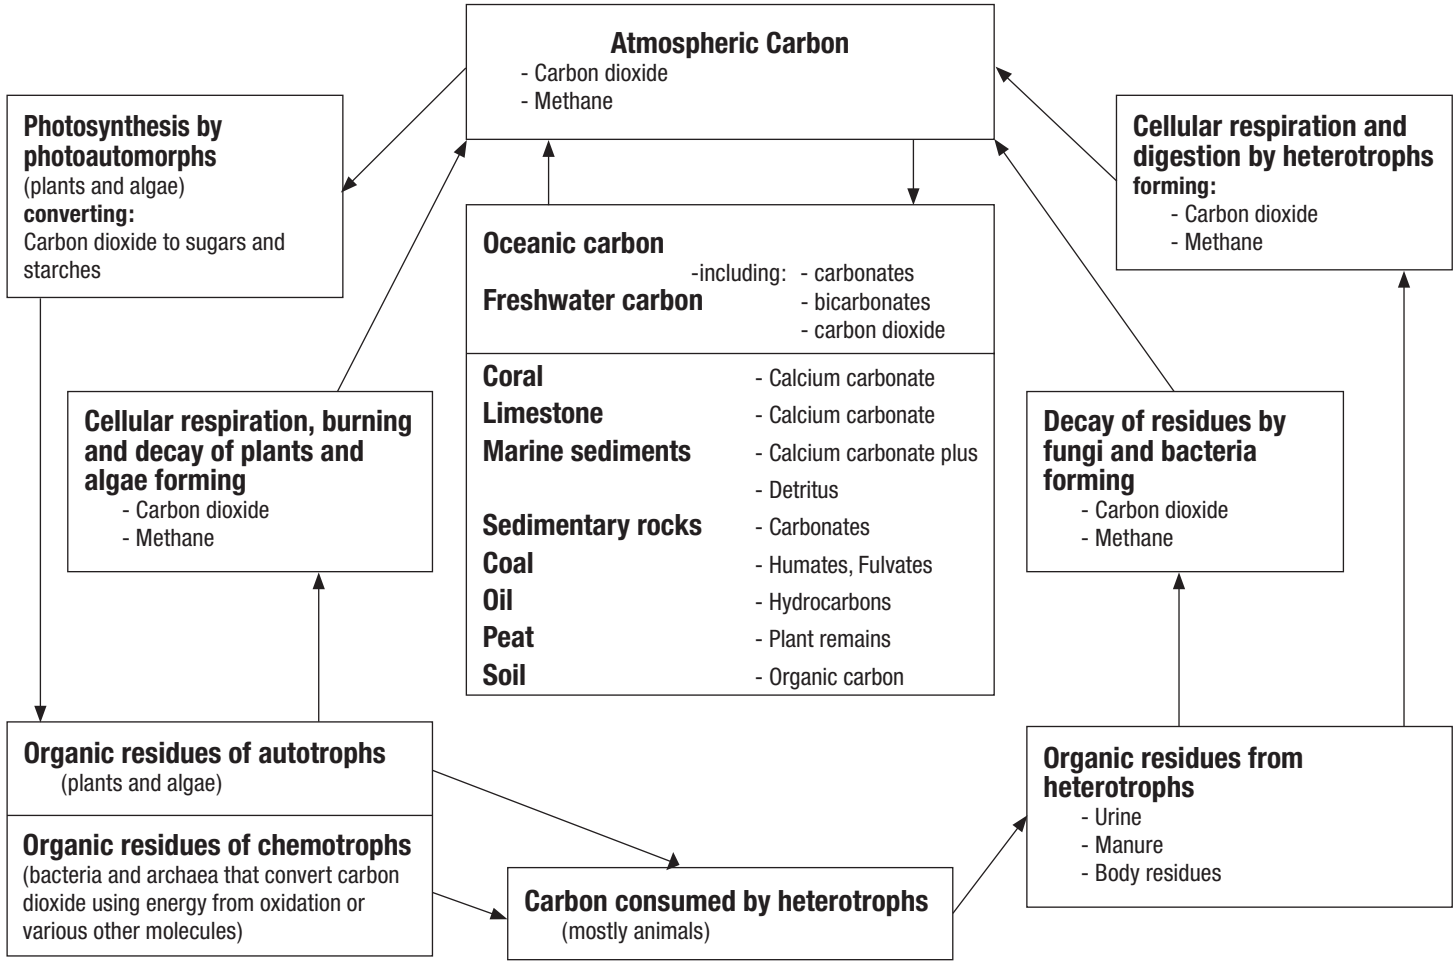 Atmospheric Carbon
- Carbon dioxide
- Methane
Photosynthesis by
photoautomorphs
(plants and algae)
converting:
Carbon dioxide to sugars and
starches
Cellular respiration and
digestion by heterotrophs
forming:
- Carbon dioxide
- Methane
Oceanic carbon
-including: - carbonates
Freshwater carbon - bicarbonates
- carbon dioxide
Coral - Calcium carbonate
Limestone - Calcium carbonate
Marine sediments - Calcium carbonate plus
- Detritus
Sedimentary rocks - Carbonates
Coal - Humates, Fulvates
Oil - Hydrocarbons
Peat - Plant remains
Soil - Organic carbon
Cellular respiration, burning
and decay of plants and
algae forming
- Carbon dioxide
- Methane
Decay of residues by
fungi and bacteria
forming
- Carbon dioxide
- Methane
Organic residues of autotrophs
(plants and algae)
Organic residues of chemotrophs
(bacteria and archaea that convert carbon
dioxide using energy from oxidation or
various other molecules)
Carbon consumed by heterotrophs
(mostly animals)
Organic residues from
heterotrophs
- Urine
- Manure
- Body residues